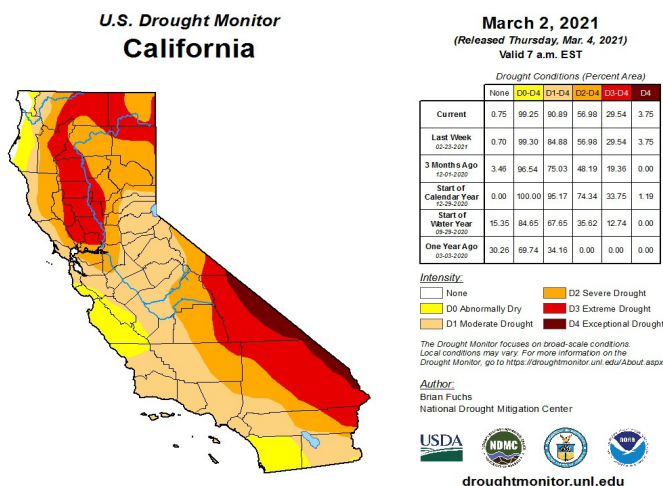 U.S. Drought Monitor
California
March 2, 2021
(Released Thursday, Mar. 4, 2021)
Valid 7 a.m. EST
Drought Conditions (Percent Area)
None D0-D4 D1-D4 D2-D4 D3-D4 D4
Current 0.75 99.25 90.89 56.98 29.54 3.75
Last Week 02-23-2021 0.70 99.30 84.88 56.98 29.54 3.75
3 Months Ago 12-01-2020 3.46 96.54 75.03 48.19 19.36 0.00
Start of Calendar Year 12-29-2020 0.00 100.00 95.17 74.34 33.75 1.19
Start of Water Year 09-29-2020 15.35 84.65 67.65 35.62 12.74 0.00
One Year Ago 03-03-2020 30.26 69.74 34.16 0.00 0.00 0.00
Intensity:
None
D0 Abnormally Dry
D1 Moderate Drought
D2 Severe Drought
D3 Extreme Drought
D4 Exceptional Drought
The Drought Monitor focuses on broad-scale conditions.
Local conditions may vary. For more information on the
Drought Monitor, go to https://droughtmonitor.unl.edu/About.aspx
Author:
Brian Fuchs
National Drought Mitigation Center
USDA
NDMC
NOAA
droughtmonitor.unl.edu